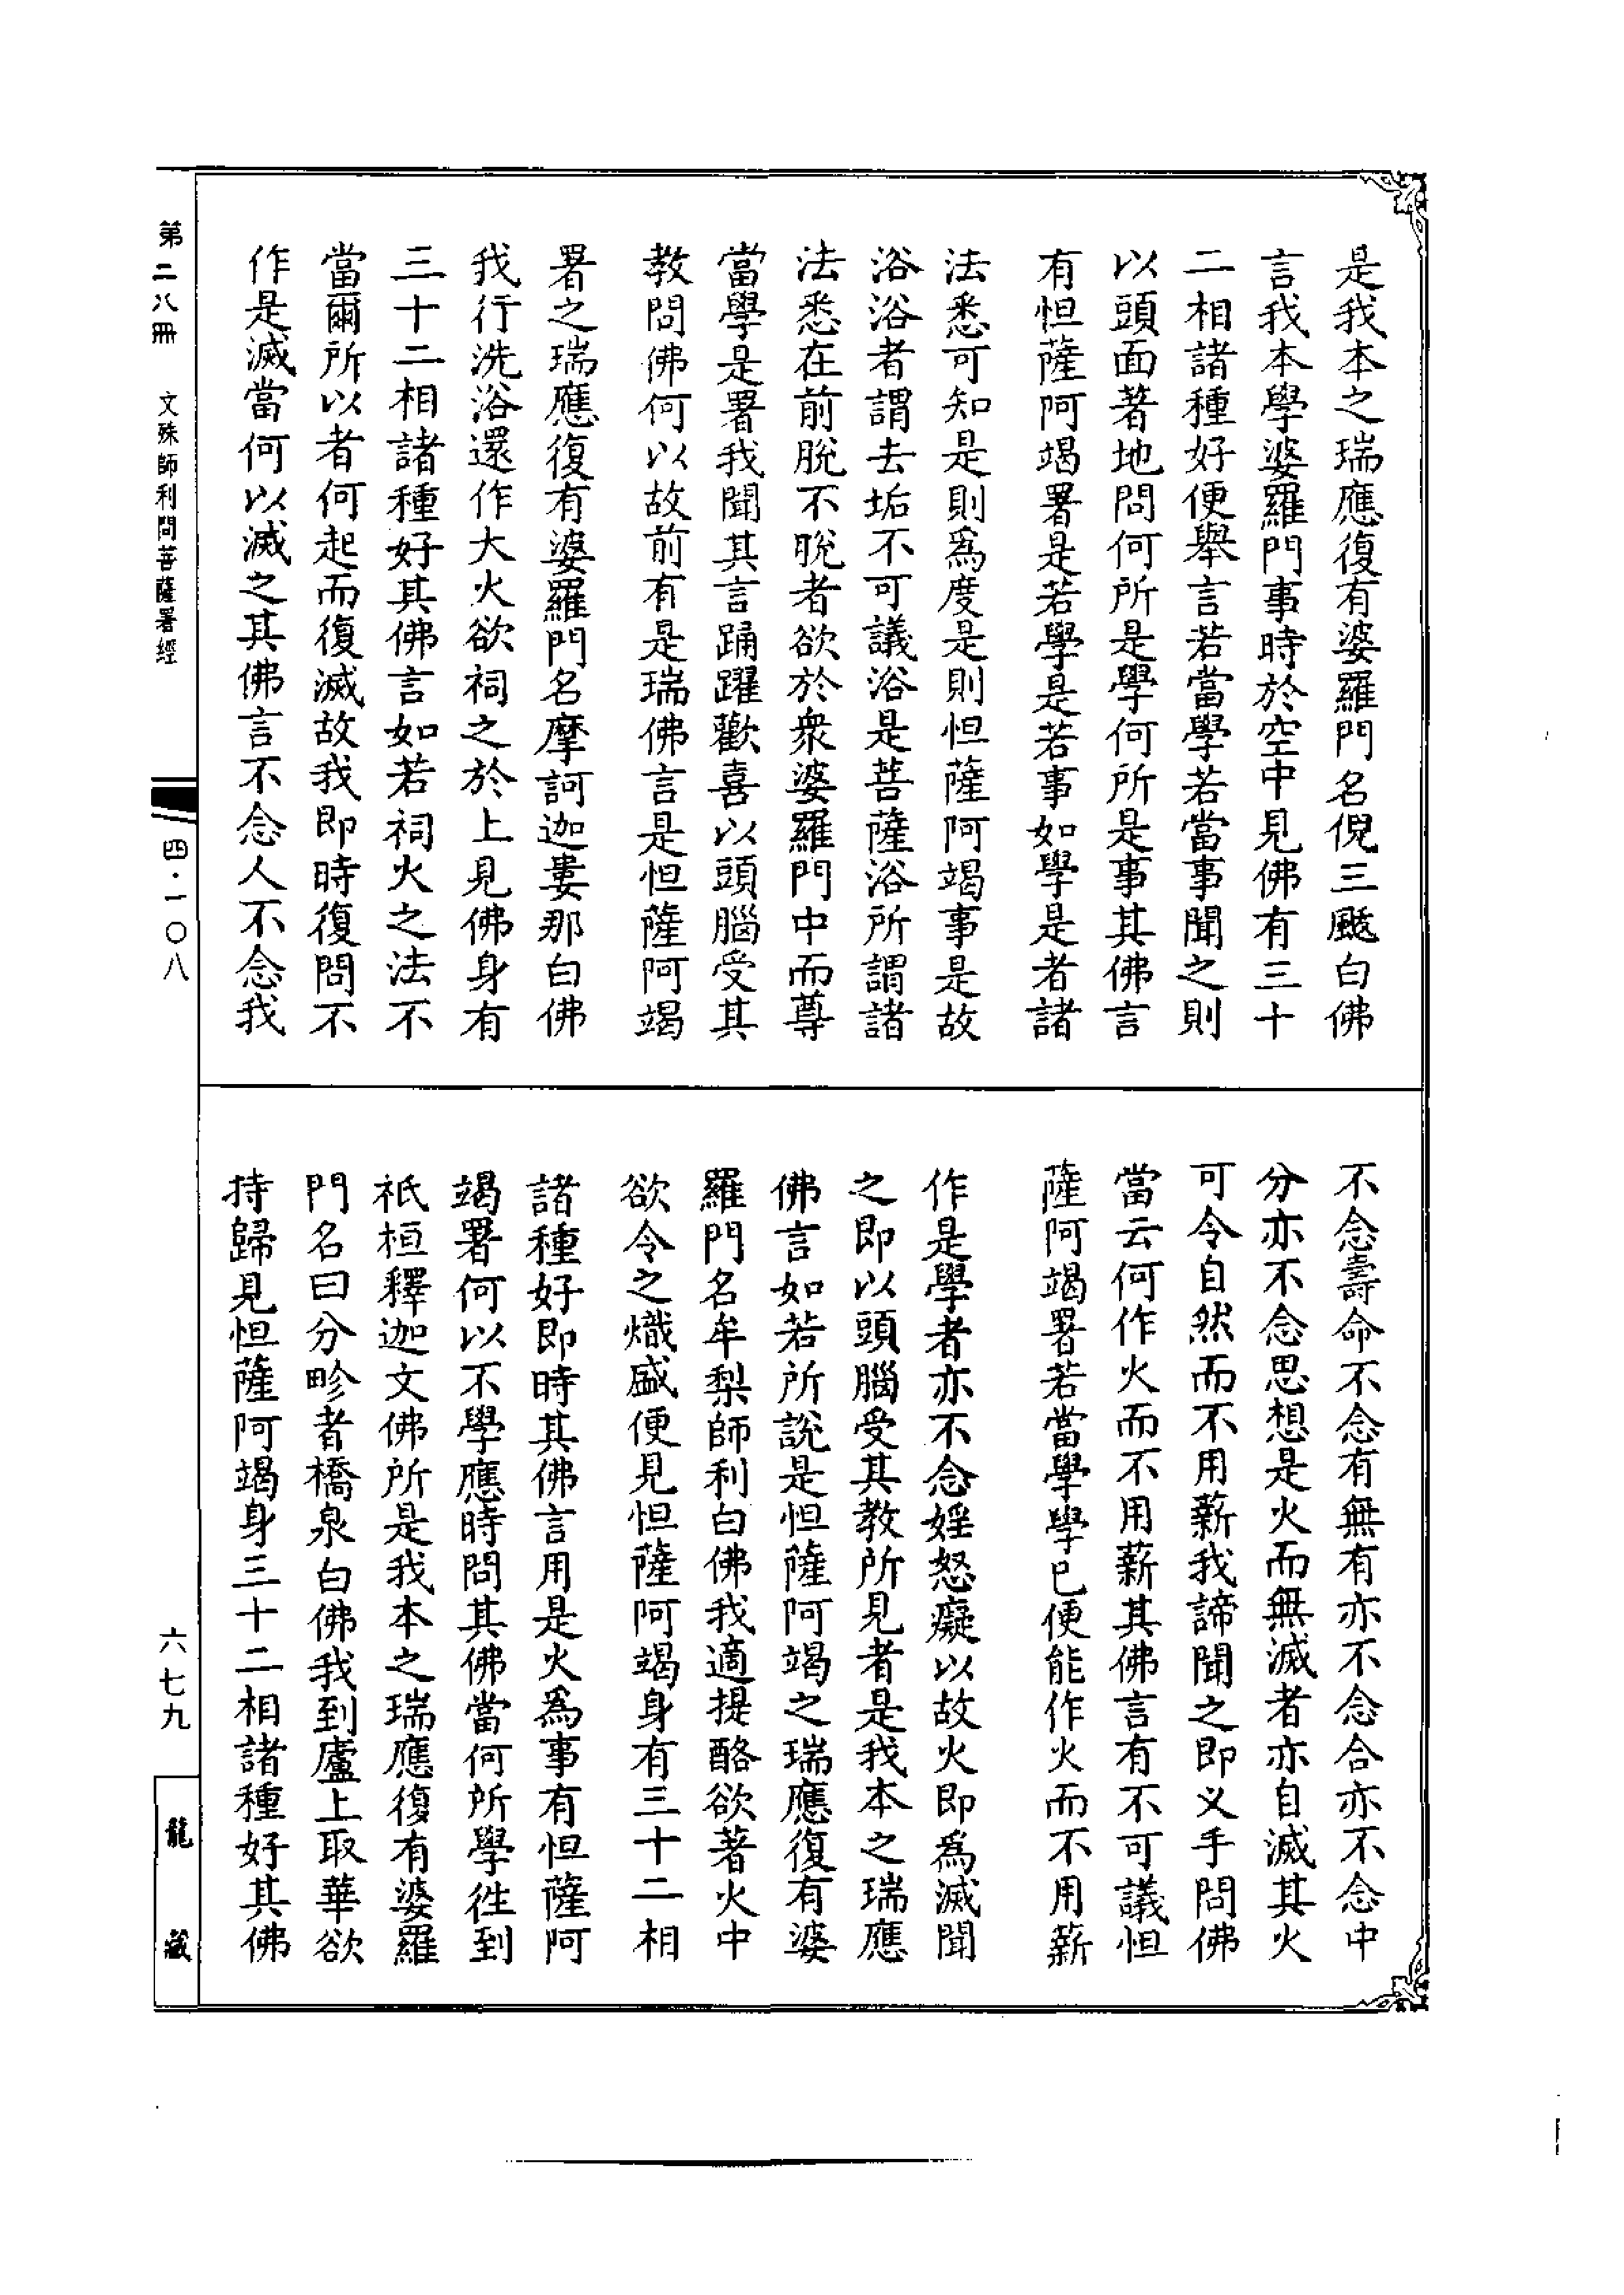 是我本之瑞應復有婆羅門名倪三颰白佛
言我本學婆羅門事時於空中見佛有三十
二相諸種好便舉言若當學若當事聞之則
以頭面著地問何所是學何所是事其佛言
有怛薩阿竭署是若學是若事如學是者諸
法悉可知是則爲度是則怛薩阿竭事是故
浴浴者謂去垢不可議浴是菩薩浴所謂諸
法悉在前脫不脫者欲於衆婆羅門中而尊
當學是署我聞其言踊躍歡喜以頭腦受其
教問佛何以故前有是瑞佛言是怛薩阿竭
署之瑞應復有婆羅門名摩訶迦婁那白佛
我行洗浴還作大火欲祠之於上見佛身有
三十二相諸種好其佛言如若祠火之法不
當爾所以者何起而復滅故我即時復問不
作是滅當何以滅之其佛言不念人不念我
不念壽命不念有無有亦不念合亦不念中
分亦不念思想是火而無滅者亦自滅其火
可令自然而不用薪我諦聞之即义手問佛
當云何作火而不用薪其佛言有不可議怛
薩阿竭署若當學學已便能作火而不用薪
作是學者亦不念婬怒癡以故火即爲滅聞
之即以頭腦受其教所見者是我本之瑞應
佛言如若所說是怛薩阿竭之瑞應復有婆
羅門名牟梨師利白佛我適提酪欲著火中
欲令之熾盛便見怛薩阿竭身有三十二相
諸種好即時其佛言用是火爲事有怛薩阿
竭署何以不學應時問其佛當何所學徃到
祇桓釋迦文佛所是我本之瑞應復有婆羅
門名曰分畛者橋泉白佛我到廬上取華欲
持歸見怛薩阿竭身三十二相諸種好其佛
第二八冊
文殊師利問菩薩署經
四·一〇八
六七九
龍藏